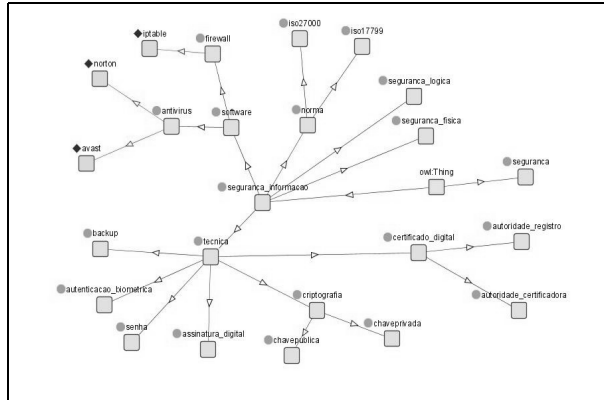 iptable
firewall
iso27000
iso17799
norton
antivirus
software
norma
seguranca_logica
seguranca_fisica
avast
seguranca_informacao
owl:Thing
seguranca
backup
tecnica
certificado_digital
autoridade_registro
autenticacao_biometrica
criptografia
autoridade_certificadora
senha
assinatura_digital
chavepublica
chaveprivada